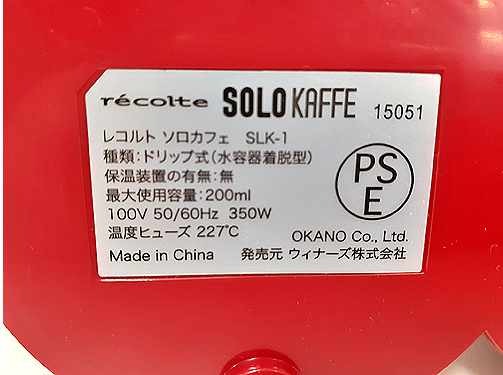 récolte SOLO KAFFE 15051
レコルト ソロカフェ SLK-1
種類：ドリップ式(水容器着脱型)
保温装置の有無：無
最大使用容量：200ml
100V 50/60Hz 350W
温度ヒューズ 227℃
PS
E
OKANO Co., Ltd.
Made in China 発売元 ウィナーズ株式会社